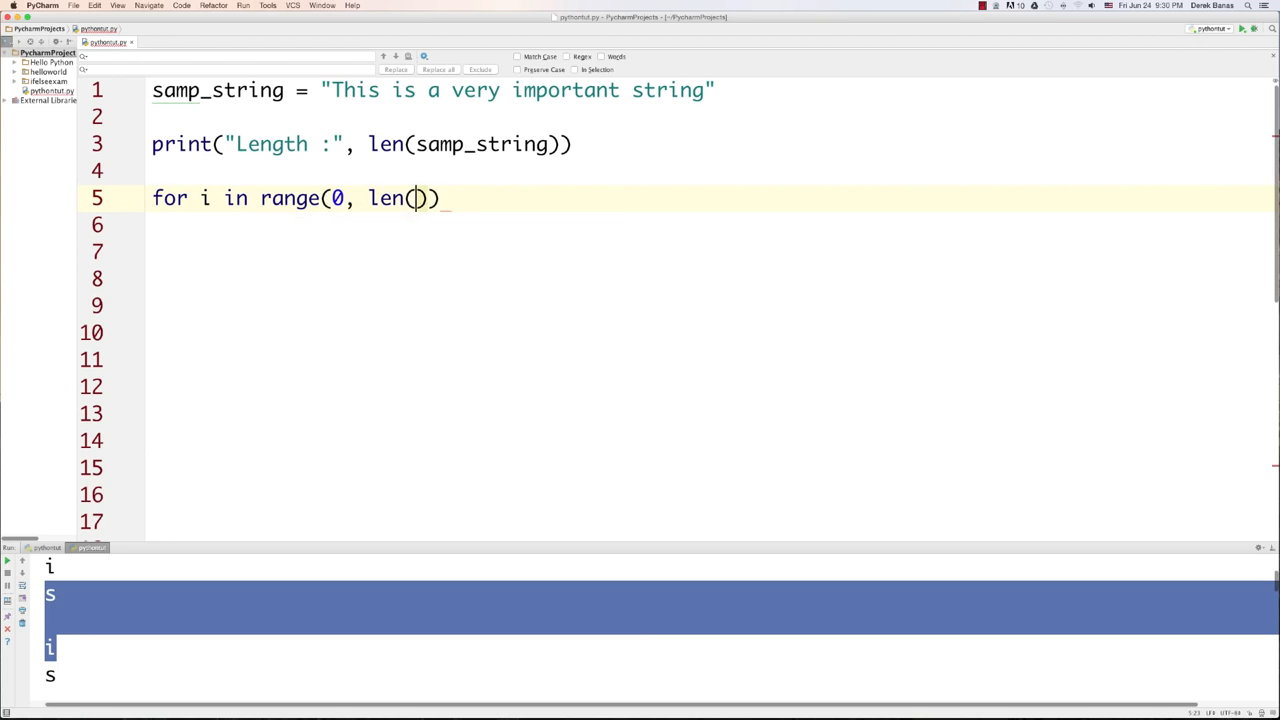 PyCharm File Edit View Navigate Code Refactor Run Tools VCS Window Help
10 Fri Jun 24 9:30 PM Derek Banas
pythontut.py - PycharmProjects - [~/PycharmProjects]
PycharmProjects pythontut.py pythontut
pythontut.py
PycharmProject
Match Case Regex Words
Hello Python
helloworld
Replace Replace all Exclude Preserve Case In Selection
ifelseexam
pythontut.py
External Librarie
1 samp_string = "This is a very important string"
2
3 print("Length :", len(samp_string))
4
5 for i in range(0, len())
6
7
8
9
10
11
12
13
14
15
16
17
Run: pythontut pythontut
i
s
i
s
5:23 LF≑ UTF-8≑